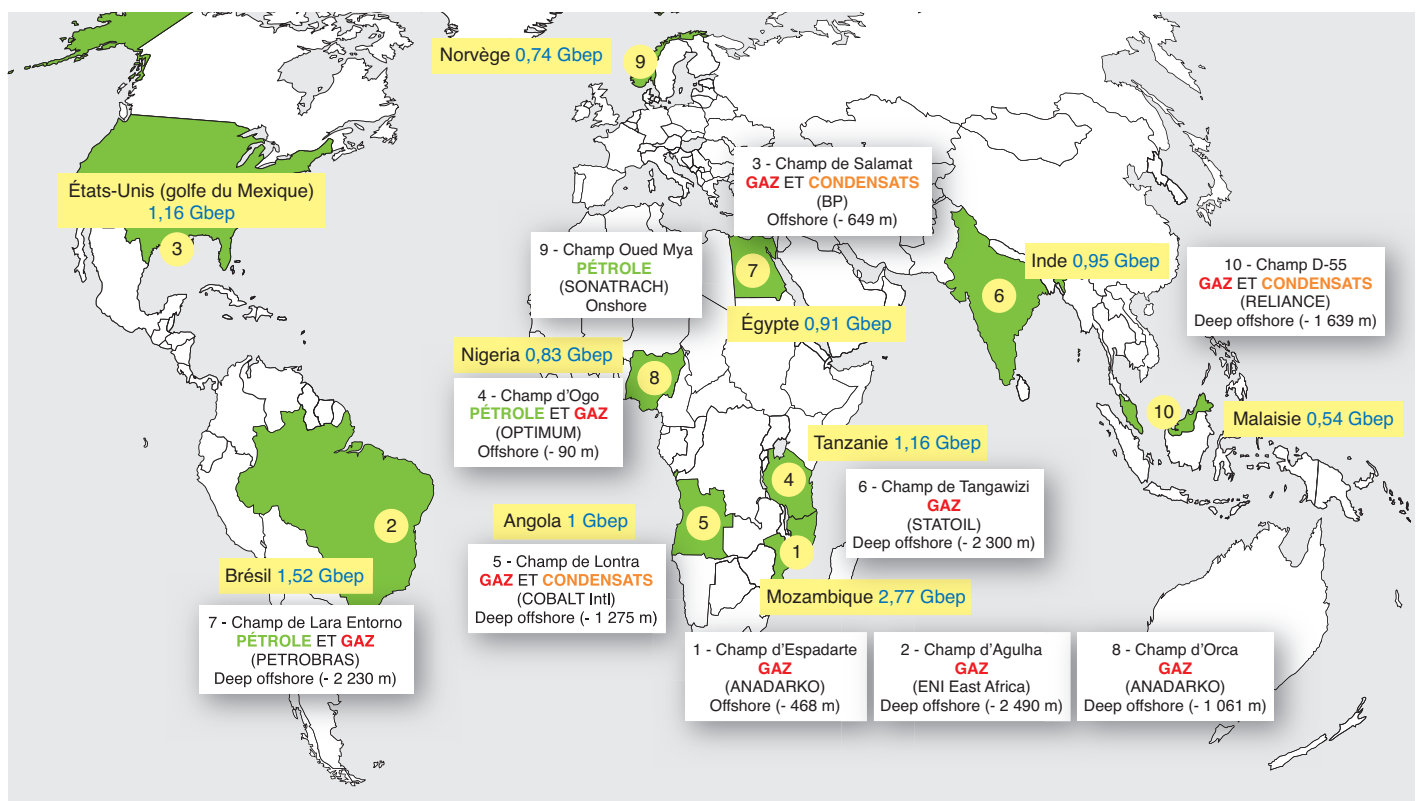 Norvège 0,74 Gbep
9
3 - Champ de Salamat
GAZ ET CONDENSATS
(BP)
Offshore (- 649 m)
États-Unis (golfe du Mexique)
1,16 Gbep
3
9 - Champ Oued Mya
PÉTROLE
(SONATRACH)
Onshore
7
Égypte 0,91 Gbep
6
Inde 0,95 Gbep
10 - Champ D-55
GAZ ET CONDENSATS
(RELIANCE)
Deep offshore (- 1 639 m)
Nigeria 0,83 Gbep
8
4 - Champ d'Ogo
PÉTROLE ET GAZ
(OPTIMUM)
Offshore (- 90 m)
10
Malaisie 0,54 Gbep
Tanzanie 1,16 Gbep
4
6 - Champ de Tangawizi
GAZ
(STATOIL)
Deep offshore (- 2 300 m)
2
Brésil 1,52 Gbep
7 - Champ de Lara Entorno
PÉTROLE ET GAZ
(PETROBRAS)
Deep offshore (- 2 230 m)
Angola 1 Gbep
5
5 - Champ de Lontra
GAZ ET CONDENSATS
(COBALT Intl)
Deep offshore (- 1 275 m)
1
Mozambique 2,77 Gbep
1 - Champ d'Espadarte
GAZ
(ANADARKO)
Offshore (- 468 m)
2 - Champ d'Agulha
GAZ
(ENI East Africa)
Deep offshore (- 2 490 m)
8 - Champ d'Orca
GAZ
(ANADARKO)
Deep offshore (- 1 061 m)